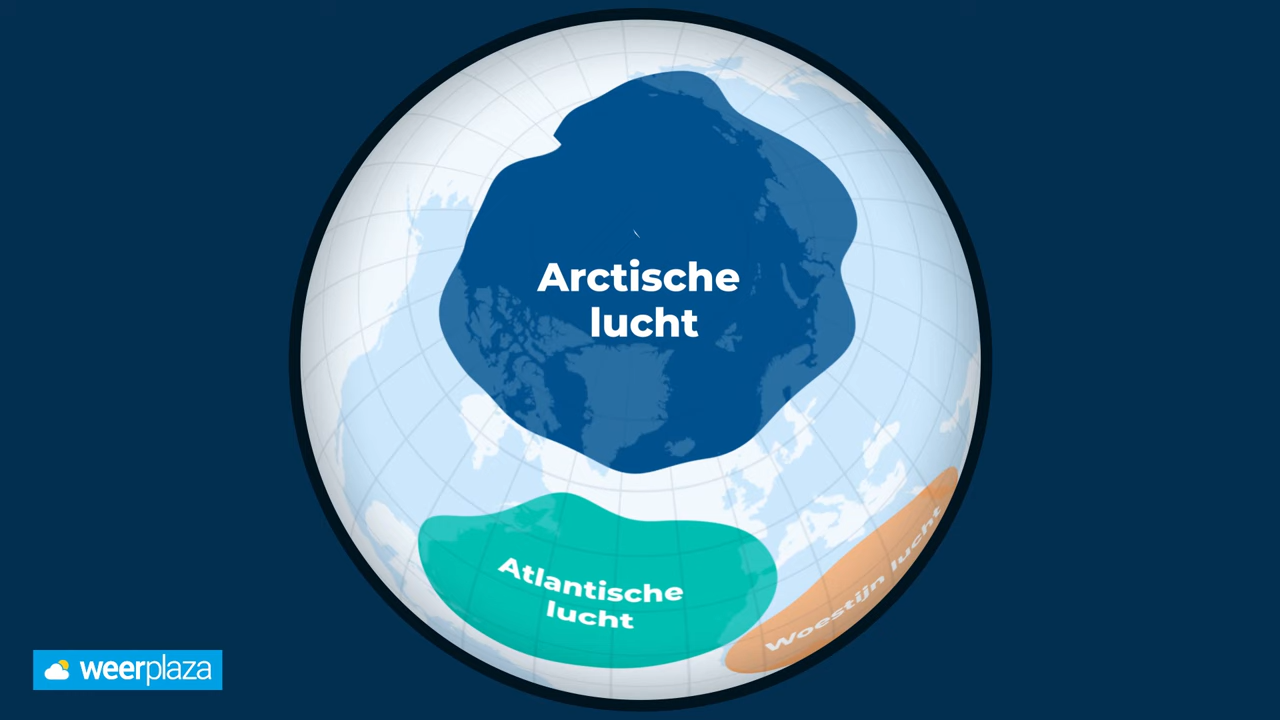 Arctische
lucht
Atlantische
lucht
Woestijn lucht
weerplaza